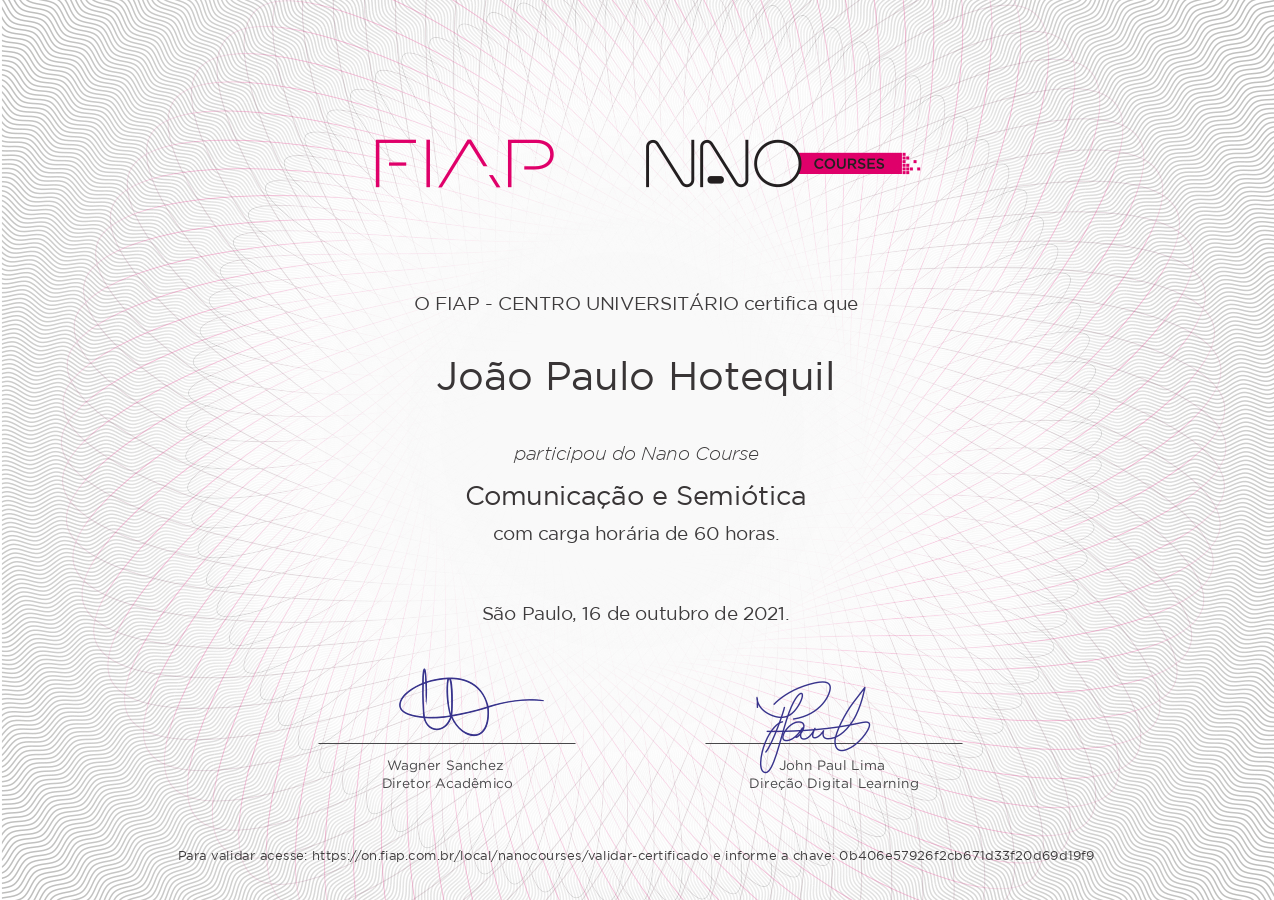 FIAP NANO COURSES
O FIAP - CENTRO UNIVERSITÁRIO certifica que
João Paulo Hotequil
participou do Nano Course
Comunicação e Semiótica
com carga horária de 60 horas.
São Paulo, 16 de outubro de 2021.
Wagner Sanchez
Diretor Acadêmico
John Paul Lima
Direção Digital Learning
Para validar acesse: https://on.fiap.com.br/local/nanocourses/validar-certificado e informe a chave: 0b406e57926f2cb671d33f20d69d19f9